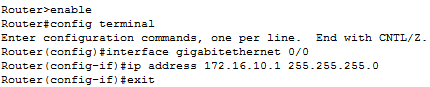 Router>enable
Router#config terminal
Enter configuration commands, one per line.  End with CNTL/Z.
Router(config)#interface gigabitethernet 0/0
Router(config-if)#ip address 172.16.10.1 255.255.255.0
Router(config-if)#exit